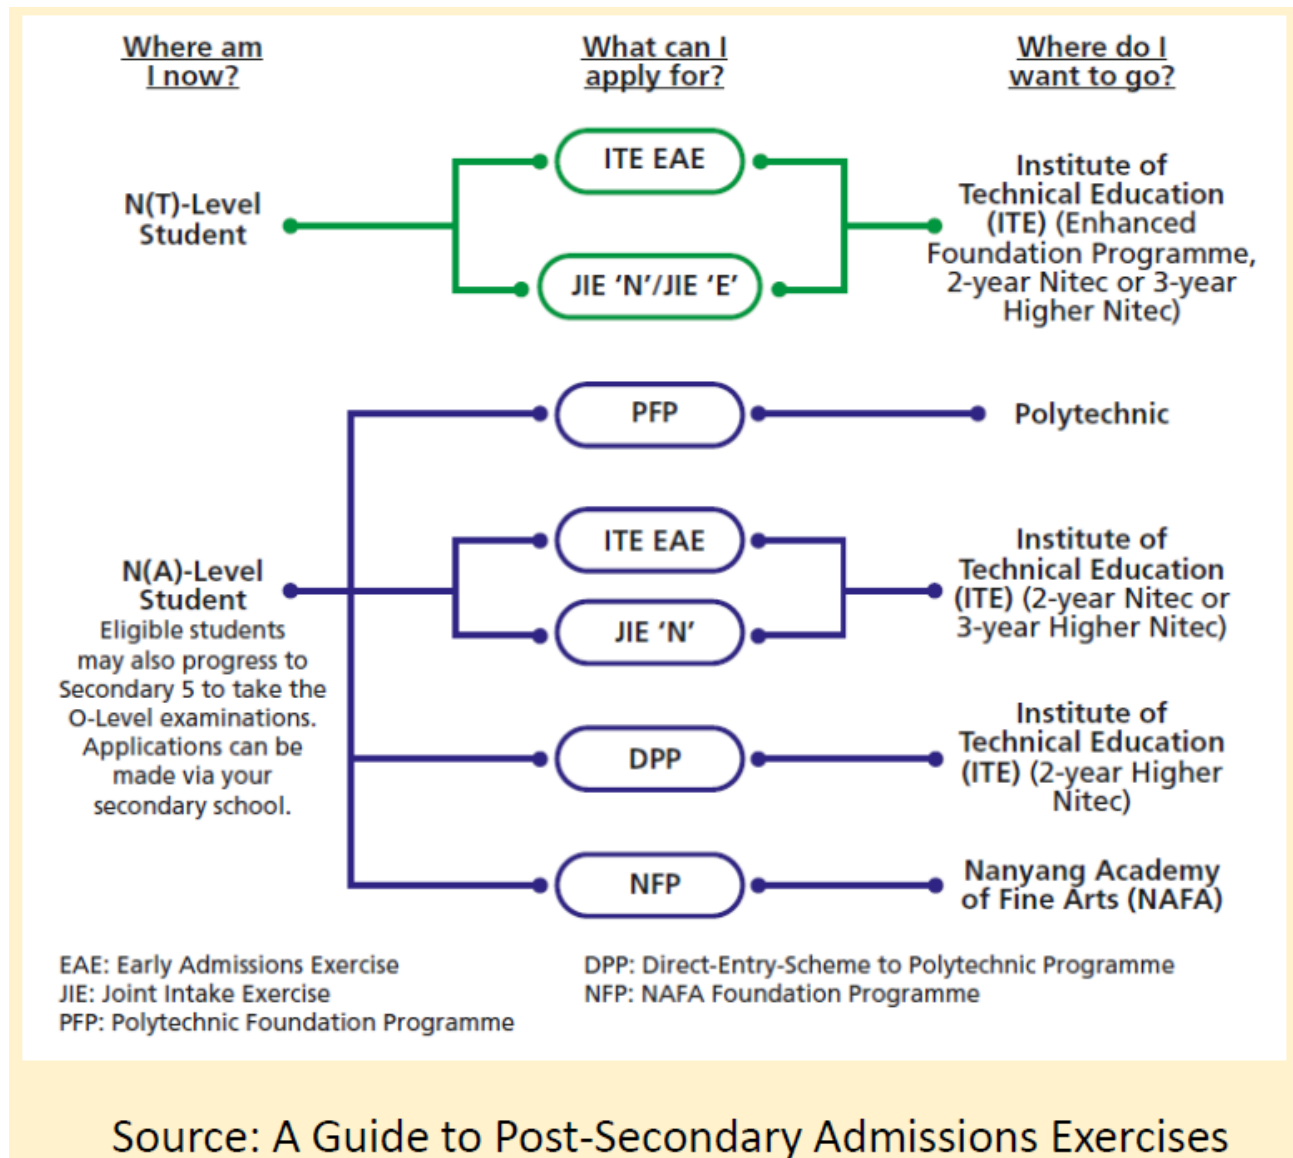 Where am
I now?
What can I
apply for?
Where do I
want to go?
N(T)-Level
Student
ITE EAE
JIE ‘N’/JIE ‘E’
Institute of
Technical Education
(ITE) (Enhanced
Foundation Programme,
2-year Nitec or 3-year
Higher Nitec)
N(A)-Level
Student
Eligible students
may also progress to
Secondary 5 to take the
O-Level examinations.
Applications can be
made via your
secondary school.
PFP
Polytechnic
ITE EAE
JIE ‘N’
Institute of
Technical Education
(ITE) (2-year Nitec or
3-year Higher Nitec)
DPP
Institute of
Technical Education
(ITE) (2-year Higher
Nitec)
NFP
Nanyang Academy
of Fine Arts (NAFA)
EAE: Early Admissions Exercise
JIE: Joint Intake Exercise
PFP: Polytechnic Foundation Programme
DPP: Direct-Entry-Scheme to Polytechnic Programme
NFP: NAFA Foundation Programme
Source: A Guide to Post-Secondary Admissions Exercises